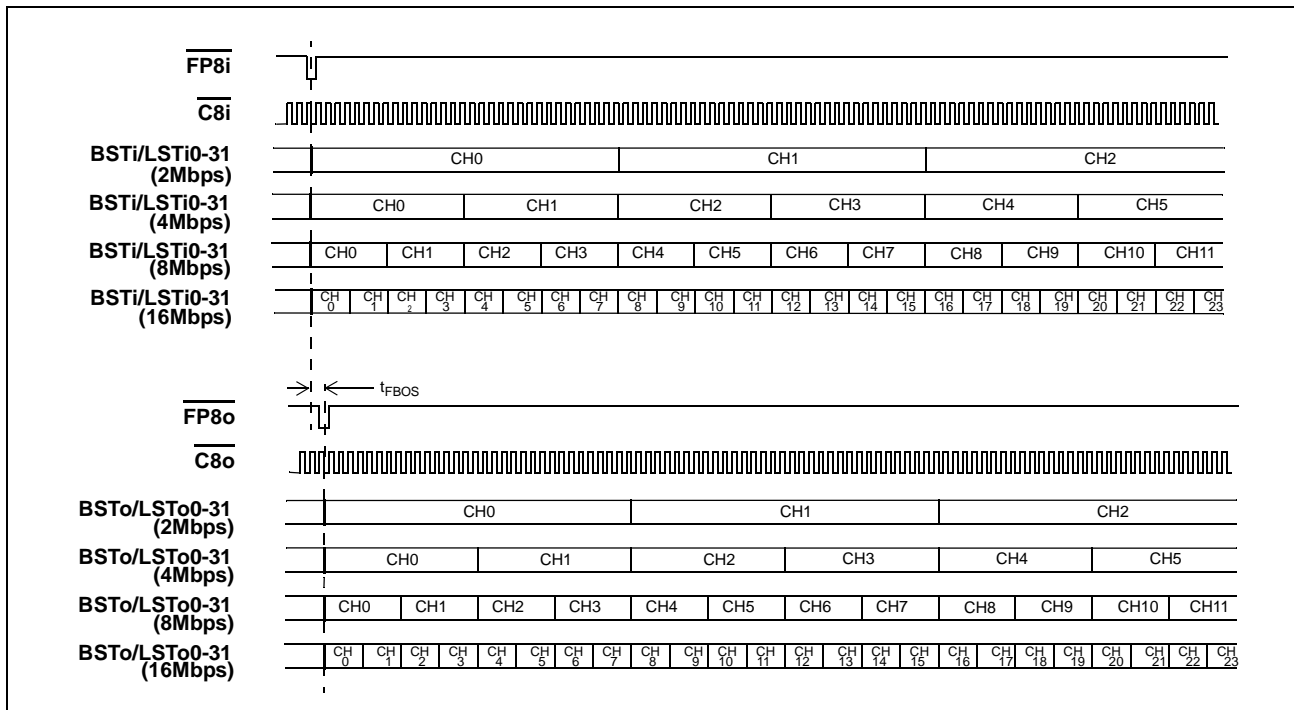 FP8i
C8i
BSTi/LSTi0-31
(2Mbps)
CH0 CH1 CH2
BSTi/LSTi0-31
(4Mbps)
CH0 CH1 CH2 CH3 CH4 CH5
BSTi/LSTi0-31
(8Mbps)
CH0 CH1 CH2 CH3 CH4 CH5 CH6 CH7 CH8 CH9 CH10 CH11
BSTi/LSTi0-31
(16Mbps)
CH CH CH CH CH CH CH CH CH CH CH CH CH CH CH CH CH CH CH CH CH CH CH CH
0 1 2 3 4 5 6 7 8 9 10 11 12 13 14 15 16 17 18 19 20 21 22 23
tFBOS
FP8o
C8o
BSTo/LSTo0-31
(2Mbps)
CH0 CH1 CH2
BSTo/LSTo0-31
(4Mbps)
CH0 CH1 CH2 CH3 CH4 CH5
BSTo/LSTo0-31
(8Mbps)
CH0 CH1 CH2 CH3 CH4 CH5 CH6 CH7 CH8 CH9 CH10 CH11
BSTo/LSTo0-31
(16Mbps)
CH CH CH CH CH CH CH CH CH CH CH CH CH CH CH CH CH CH CH CH CH CH CH CH
0 1 2 3 4 5 6 7 8 9 10 11 12 13 14 15 16 17 18 19 20 21 22 23